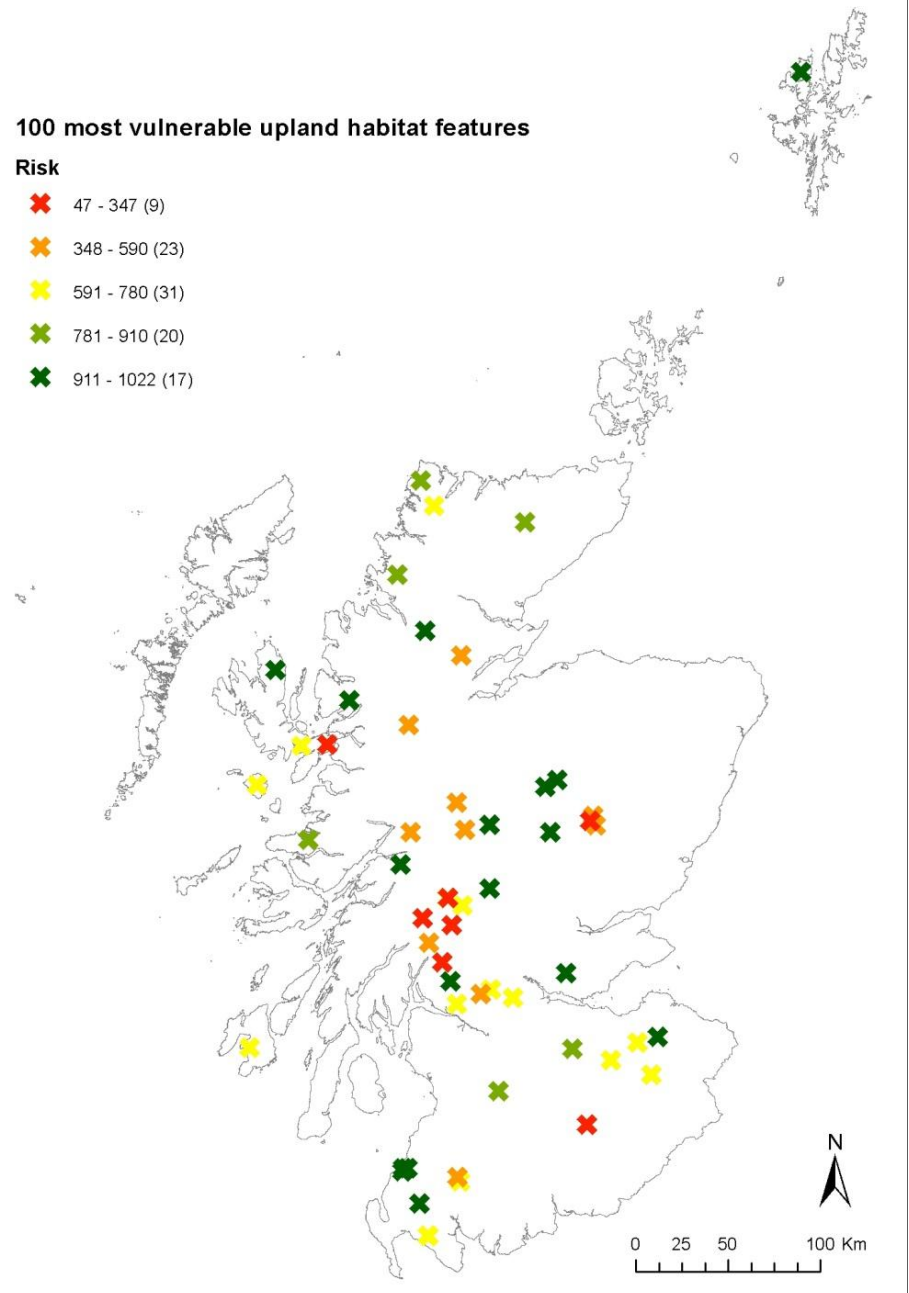 100 most vulnerable upland habitat features
Risk
47 - 347 (9)
348 - 590 (23)
591 - 780 (31)
781 - 910 (20)
911 - 1022 (17)
N
0 25 50 100 Km